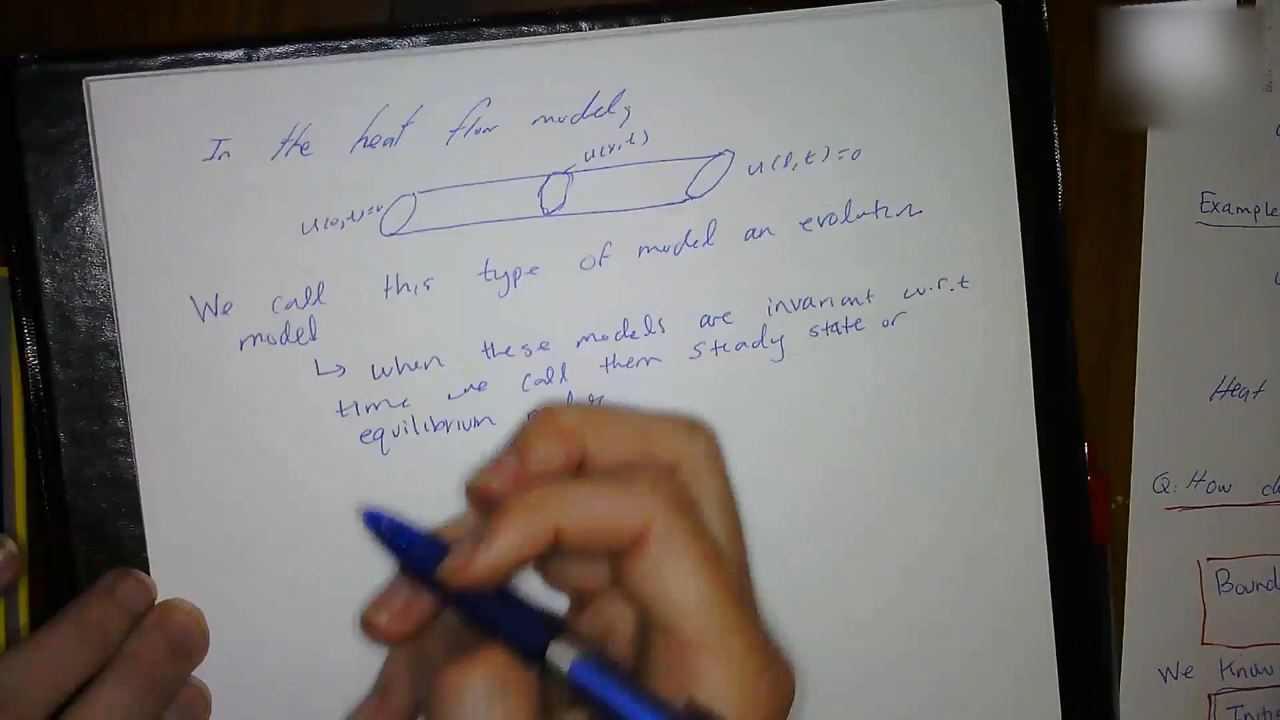 In the heat flow model,
u(x,t)
u(0,t)=0
u(l,t)=0
We call this type of model an evolution
model
↳ when these models are invariant w.r.t
time we call them steady state or
equilibrium
Example
Heat
Q: How
Bound
We Know